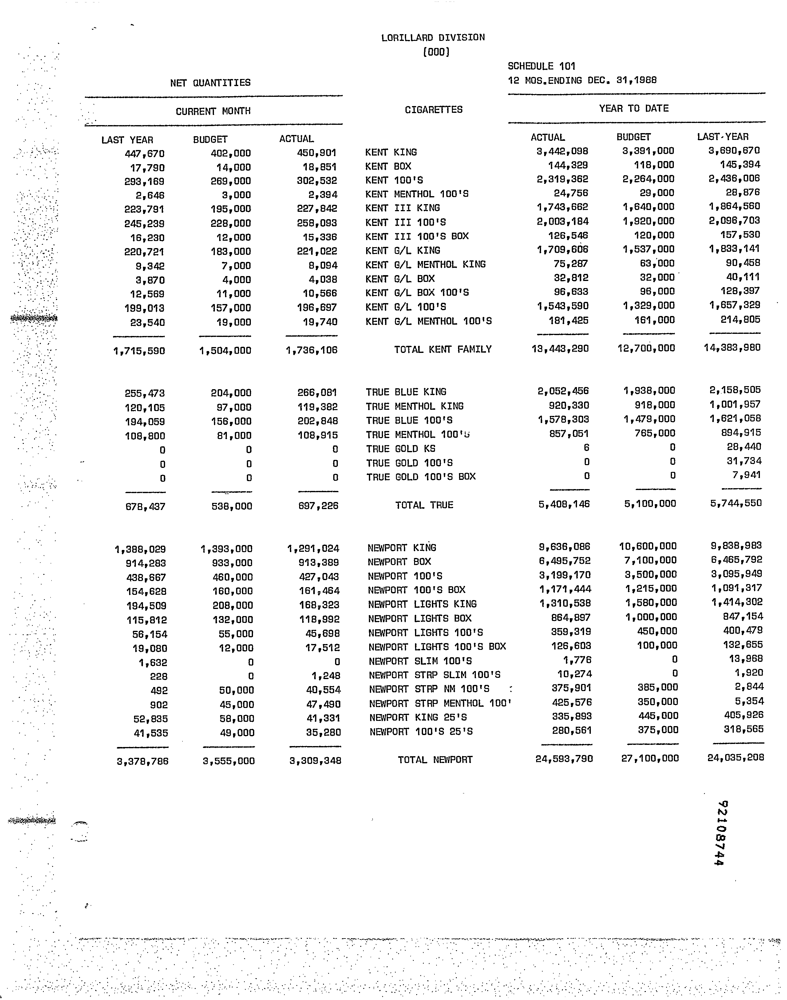 LORILLARD DIVISION
(000)
SCHEDULE 101
NET QUANTITIES 12 MOS.ENDING DEC. 31,1988
CURRENT MONTH CIGARETTES YEAR TO DATE
LAST YEAR BUDGET ACTUAL ACTUAL BUDGET LAST-YEAR
447,670 402,000 450,901 KENT KING 3,442,098 3,391,000 3,690,670
17,790 14,000 18,851 KENT BOX 144,329 118,000 145,394
293,169 269,000 302,532 KENT 100'S 2,319,362 2,264,000 2,436,006
2,646 3,000 2,394 KENT MENTHOL 100'S 24,756 29,000 28,876
223,791 195,000 227,842 KENT III KING 1,743,662 1,640,000 1,864,560
245,239 228,000 258,093 KENT III 100'S 2,003,184 1,920,000 2,096,703
16,230 12,000 15,336 KENT III 100'S BOX 126,546 120,000 157,530
220,721 183,000 221,022 KENT G/L KING 1,709,606 1,537,000 1,833,141
9,342 7,000 8,094 KENT G/L MENTHOL KING 75,287 63,000 90,458
3,870 4,000 4,038 KENT G/L BOX 32,812 32,000 40,111
12,569 11,000 10,566 KENT G/L BOX 100'S 96,633 96,000 128,397
199,013 157,000 196,697 KENT G/L 100'S 1,543,590 1,329,000 1,657,329
23,540 19,000 19,740 KENT G/L MENTHOL 100'S 181,425 161,000 214,805
1,715,590 1,504,000 1,736,106 TOTAL KENT FAMILY 13,443,290 12,700,000 14,383,980
255,473 204,000 266,081 TRUE BLUE KING 2,052,456 1,938,000 2,158,505
120,105 97,000 119,382 TRUE MENTHOL KING 920,330 918,000 1,001,957
194,059 156,000 202,848 TRUE BLUE 100'S 1,578,303 1,479,000 1,621,058
108,800 81,000 108,915 TRUE MENTHOL 100'S 857,051 765,000 894,915
0 0 0 TRUE GOLD KS 6 0 28,440
0 0 0 TRUE GOLD 100'S 0 0 31,734
0 0 0 TRUE GOLD 100'S BOX 0 0 7,941
678,437 538,000 697,226 TOTAL TRUE 5,408,146 5,100,000 5,744,550
1,388,029 1,393,000 1,291,024 NEWPORT KING 9,636,086 10,600,000 9,838,983
914,283 933,000 913,389 NEWPORT BOX 6,495,752 7,100,000 6,465,792
438,667 460,000 427,043 NEWPORT 100'S 3,199,170 3,500,000 3,095,949
154,628 160,000 161,464 NEWPORT 100'S BOX 1,171,444 1,215,000 1,091,317
194,509 208,000 168,323 NEWPORT LIGHTS KING 1,310,538 1,580,000 1,414,302
115,812 132,000 118,992 NEWPORT LIGHTS BOX 864,897 1,000,000 847,154
56,154 55,000 45,698 NEWPORT LIGHTS 100'S 359,319 450,000 400,479
19,080 12,000 17,512 NEWPORT LIGHTS 100'S BOX 126,603 100,000 132,655
1,632 0 0 NEWPORT SLIM 100'S 1,776 0 13,968
228 0 1,248 NEWPORT STRP SLIM 100'S 10,274 0 1,920
492 50,000 40,554 NEWPORT STRP NM 100'S 375,901 385,000 2,844
902 45,000 47,490 NEWPORT STRP MENTHOL 100' 425,576 350,000 5,354
52,835 58,000 41,331 NEWPORT KING 25'S 335,893 445,000 405,926
41,535 49,000 35,280 NEWPORT 100'S 25'S 280,561 375,000 318,565
3,378,786 3,555,000 3,309,348 TOTAL NEWPORT 24,593,790 27,100,000 24,035,208
92108744